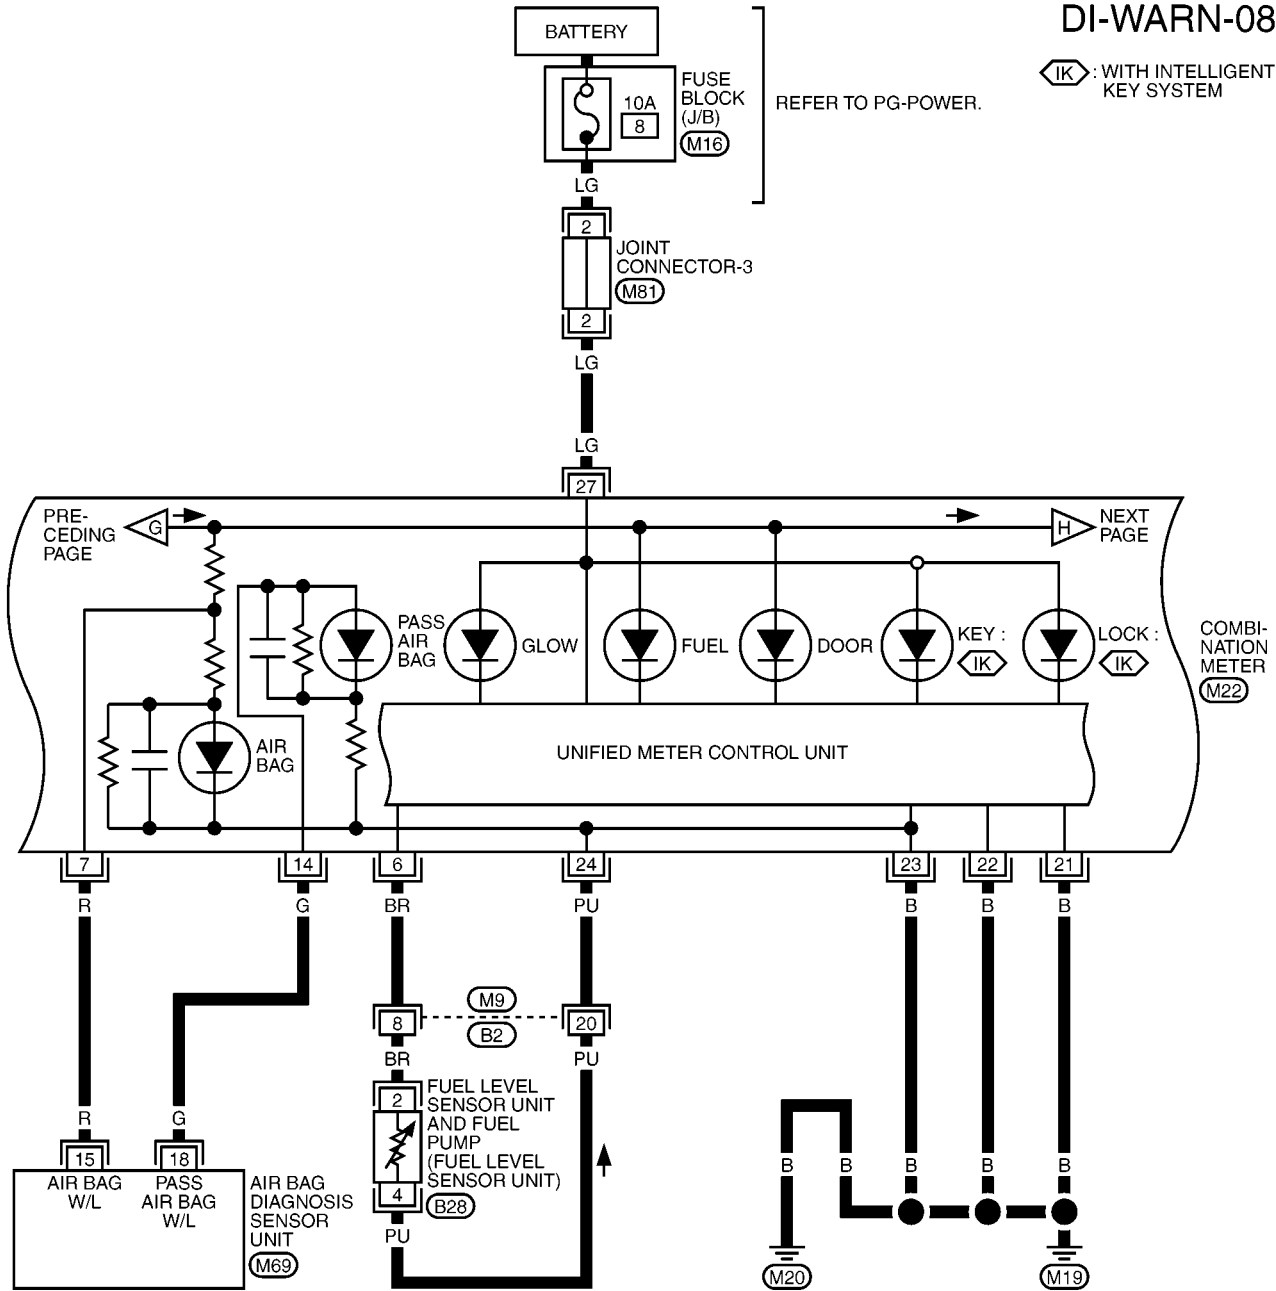 DI-WARN-08
BATTERY
IK : WITH INTELLIGENT
KEY SYSTEM
10A
8
FUSE
BLOCK
(J/B)
M16
REFER TO PG-POWER.
LG
2
JOINT
CONNECTOR-3
M81
2
LG
LG
27
PRE-
CEDING
PAGE
G
H
NEXT
PAGE
PASS
AIR
BAG
GLOW
FUEL
DOOR
KEY :
IK
LOCK :
IK
COMBI-
NATION
METER
M22
AIR
BAG
UNIFIED METER CONTROL UNIT
7 14 6 24 23 22 21
R G BR PU B B B
8
M9
B2
20
BR PU
2
FUEL LEVEL
SENSOR UNIT
AND FUEL
PUMP
(FUEL LEVEL
SENSOR UNIT)
B28
4
PU
R G
15 18
AIR BAG
W/L
PASS
AIR BAG
W/L
AIR BAG
DIAGNOSIS
SENSOR
UNIT
M69
B B B B B
M20 M19